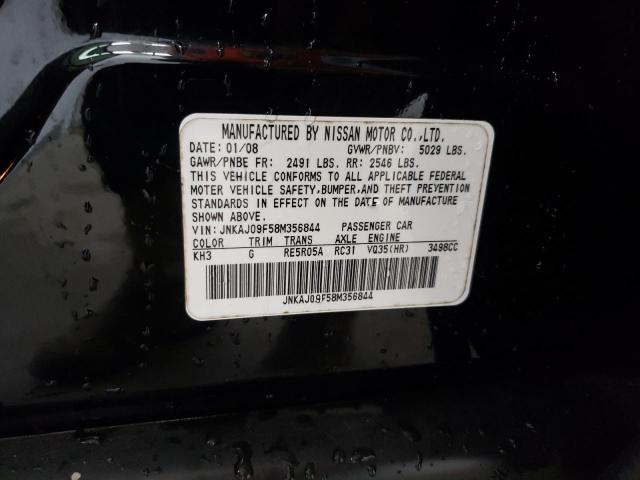 MANUFACTURED BY NISSAN MOTOR CO.,LTD.
DATE: 01/08 GVWR/PNBV: 5029 LBS.
GAWR/PNBE FR: 2491 LBS. RR: 2546 LBS.
THIS VEHICLE CONFORMS TO ALL APPLICABLE FEDERAL
MOTOR VEHICLE SAFETY,BUMPER,AND THEFT PREVENTION
STANDARDS IN EFFECT ON THE DATE OF MANUFACTURE
SHOWN ABOVE.
VIN: JNKAJ09F58M356844 PASSENGER CAR
COLOR TRIM TRANS AXLE ENGINE
KH3 G RE5R05A RC31 VQ35(HR) 3498CC
JNKAJ09F58M356844